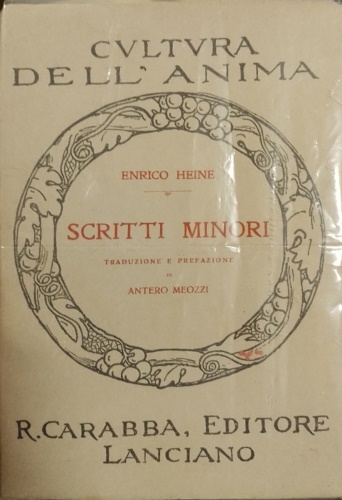 CVLTVRA
DELL' ANIMA
ENRICO HEINE
SCRITTI MINORI
TRADUZIONE E PREFAZIONE
DI
ANTERO MEOZZI
R. CARABBA, EDITORE
LANCIANO